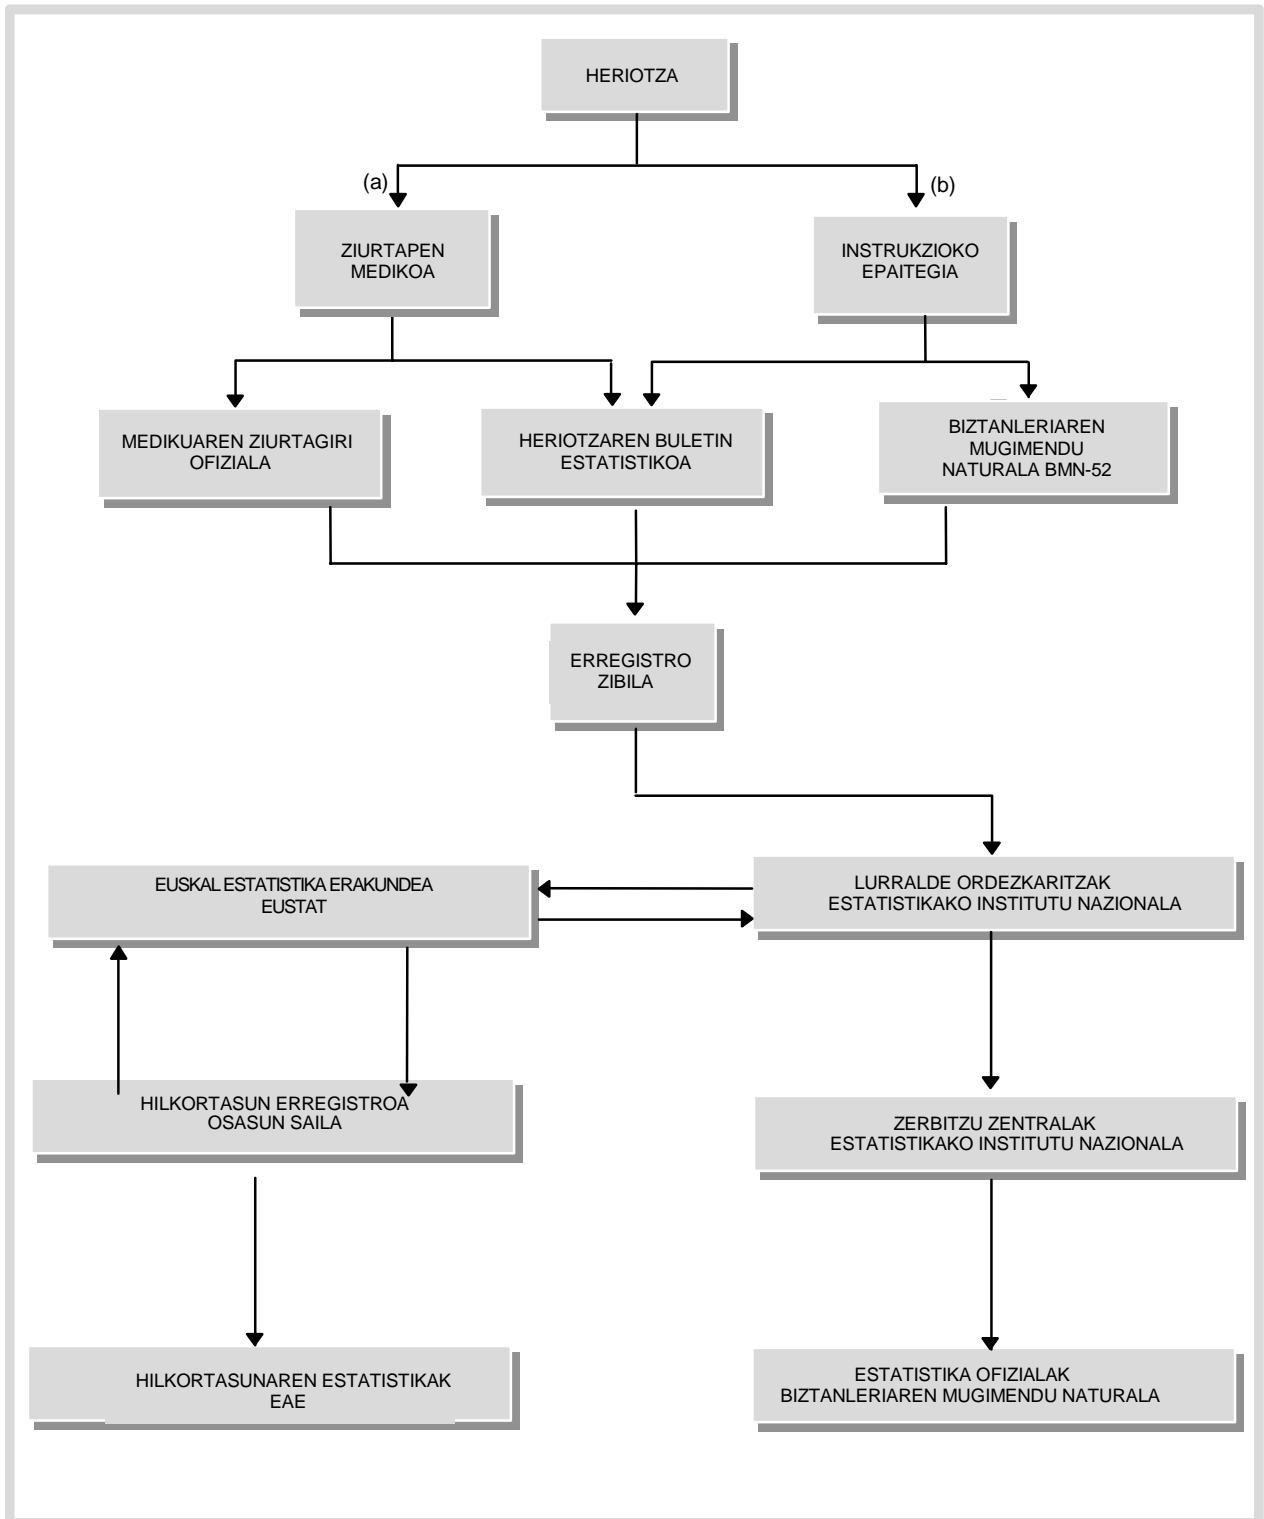 HERIOTZA
(a)
(b)
ZIURTAPEN
MEDIKOA
INSTRUKZIOKO
EPAITEGIA
MEDIKUAREN ZIURTAGIRI
OFIZIALA
HERIOTZAREN BULETIN
ESTATISTIKOA
BIZTANLERIAREN
MUGIMENDU
NATURALA BMN-52
ERREGISTRO
ZIBILA
EUSKAL ESTATISTIKA ERAKUNDEA
EUSTAT
LURRALDE ORDEZKARITZAK
ESTATISTIKAKO INSTITUTU NAZIONALA
HILKORTASUN ERREGISTROA
OSASUN SAILA
ZERBITZU ZENTRALAK
ESTATISTIKAKO INSTITUTU NAZIONALA
HILKORTASUNAREN ESTATISTIKAK
EAE
ESTATISTIKA OFIZIALAK
BIZTANLERIAREN MUGIMENDU NATURALA